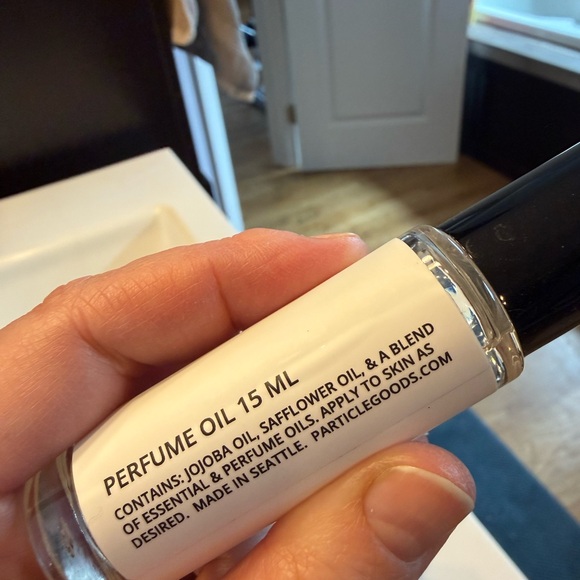 PERFUME OIL 15 ML
CONTAINS: JOJOBA OIL, SAFFLOWER OIL, & A BLEND
OF ESSENTIAL & PERFUME OILS. APPLY TO SKIN AS
DESIRED. MADE IN SEATTLE. PARTICLEGOODS.COM